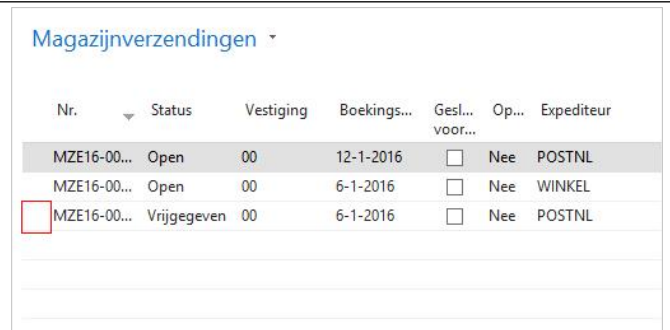 Magazijnverzendingen
Nr. Status Vestiging Boekings... Gesl... voor... Op... Expediteur
MZE16-00... Open 00 12-1-2016 Nee POSTNL
MZE16-00... Open 00 6-1-2016 Nee WINKEL
MZE16-00... Vrijgegeven 00 6-1-2016 Nee POSTNL